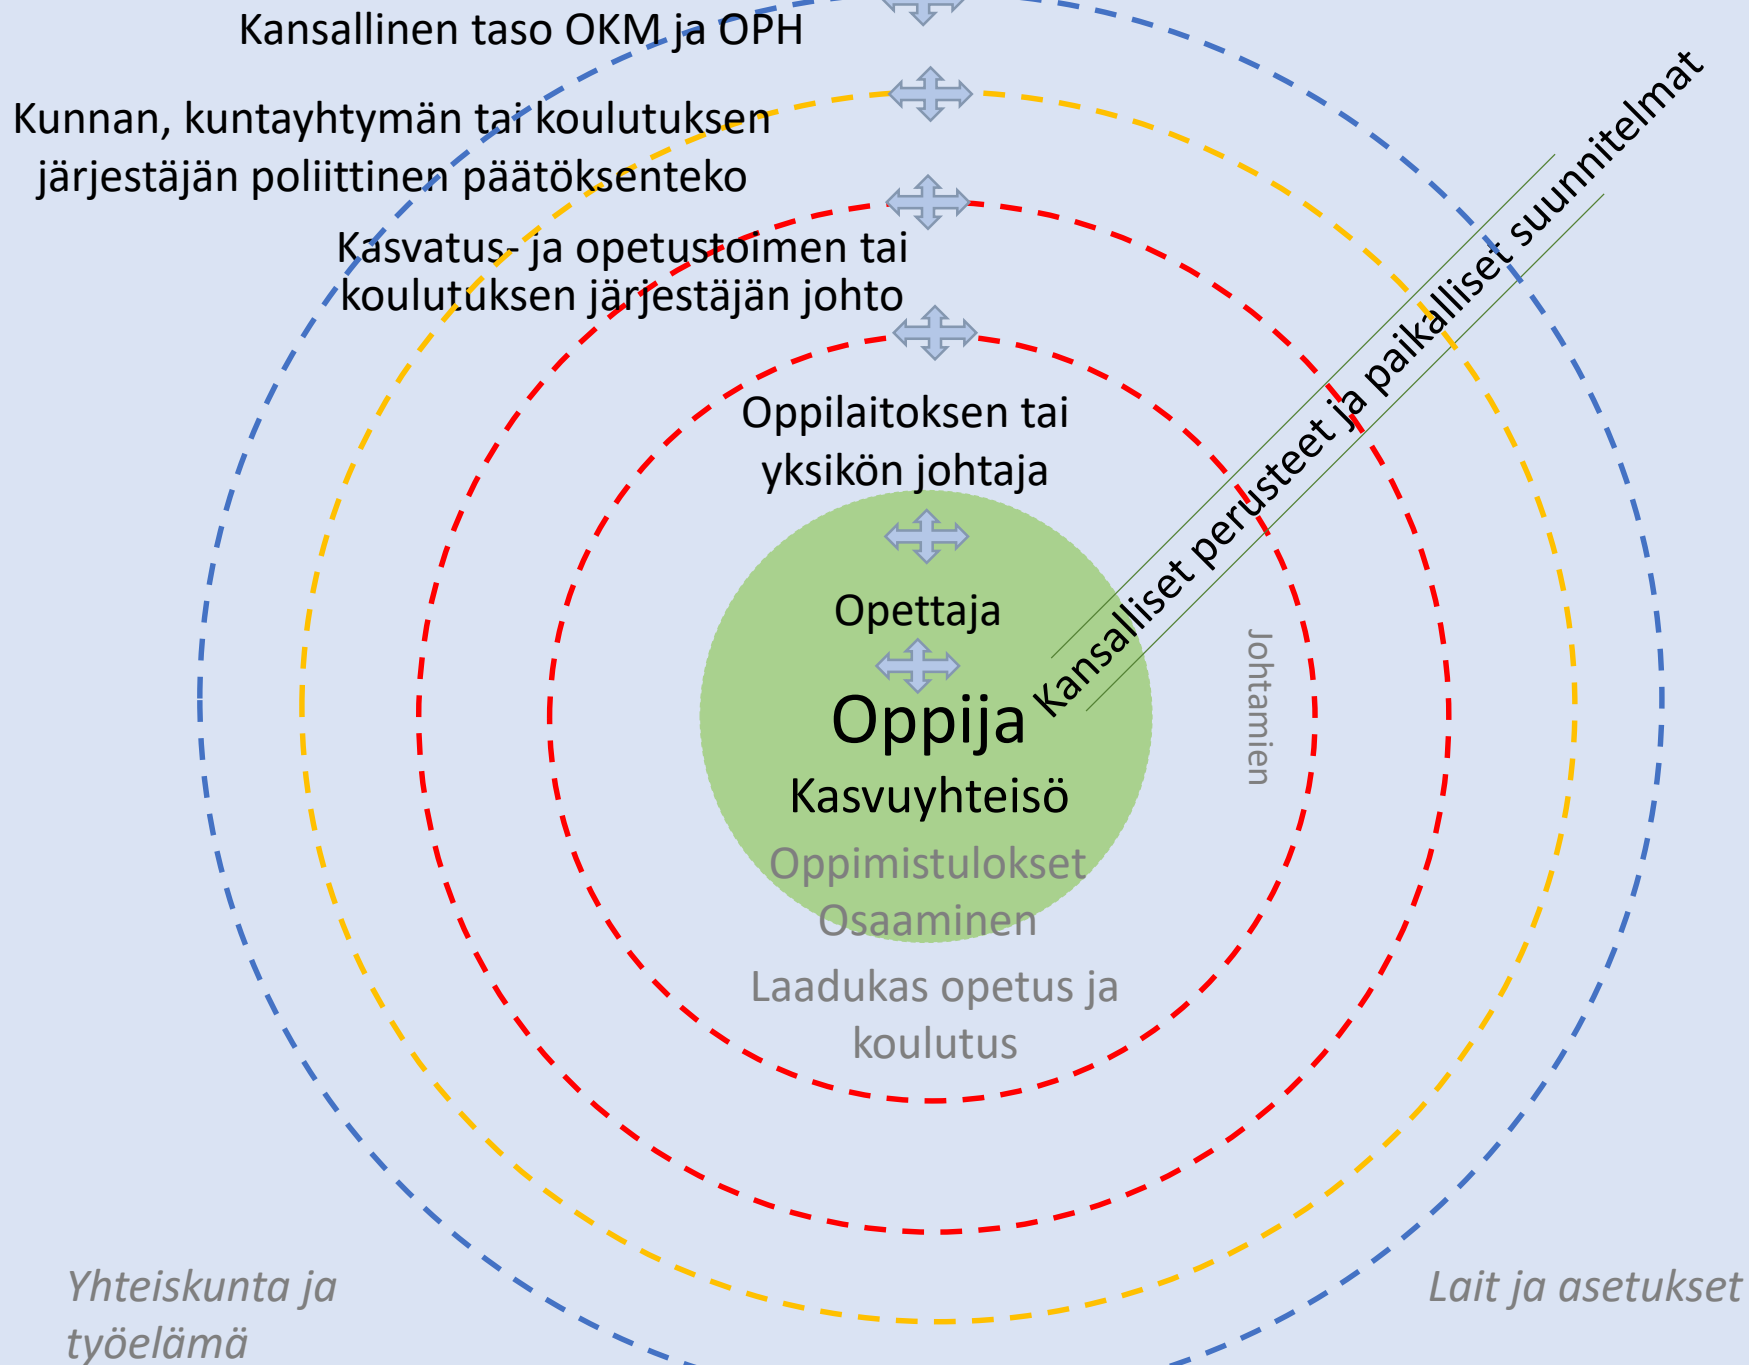 Kansallinen taso OKM ja OPH
Kunnan, kuntayhtymän tai koulutuksen
järjestäjän poliittinen päätöksenteko
Kasvatus- ja opetustoimen tai
koulutuksen järjestäjän johto
Oppilaitoksen tai
yksikön johtaja
Kansalliset perusteet ja paikalliset suunnitelmat
Opettaja
Oppija
Kasvuyhteisö
Johtamien
Oppimistulokset
Osaaminen
Laadukas opetus ja
koulutus
Yhteiskunta ja
työelämä
Lait ja asetukset